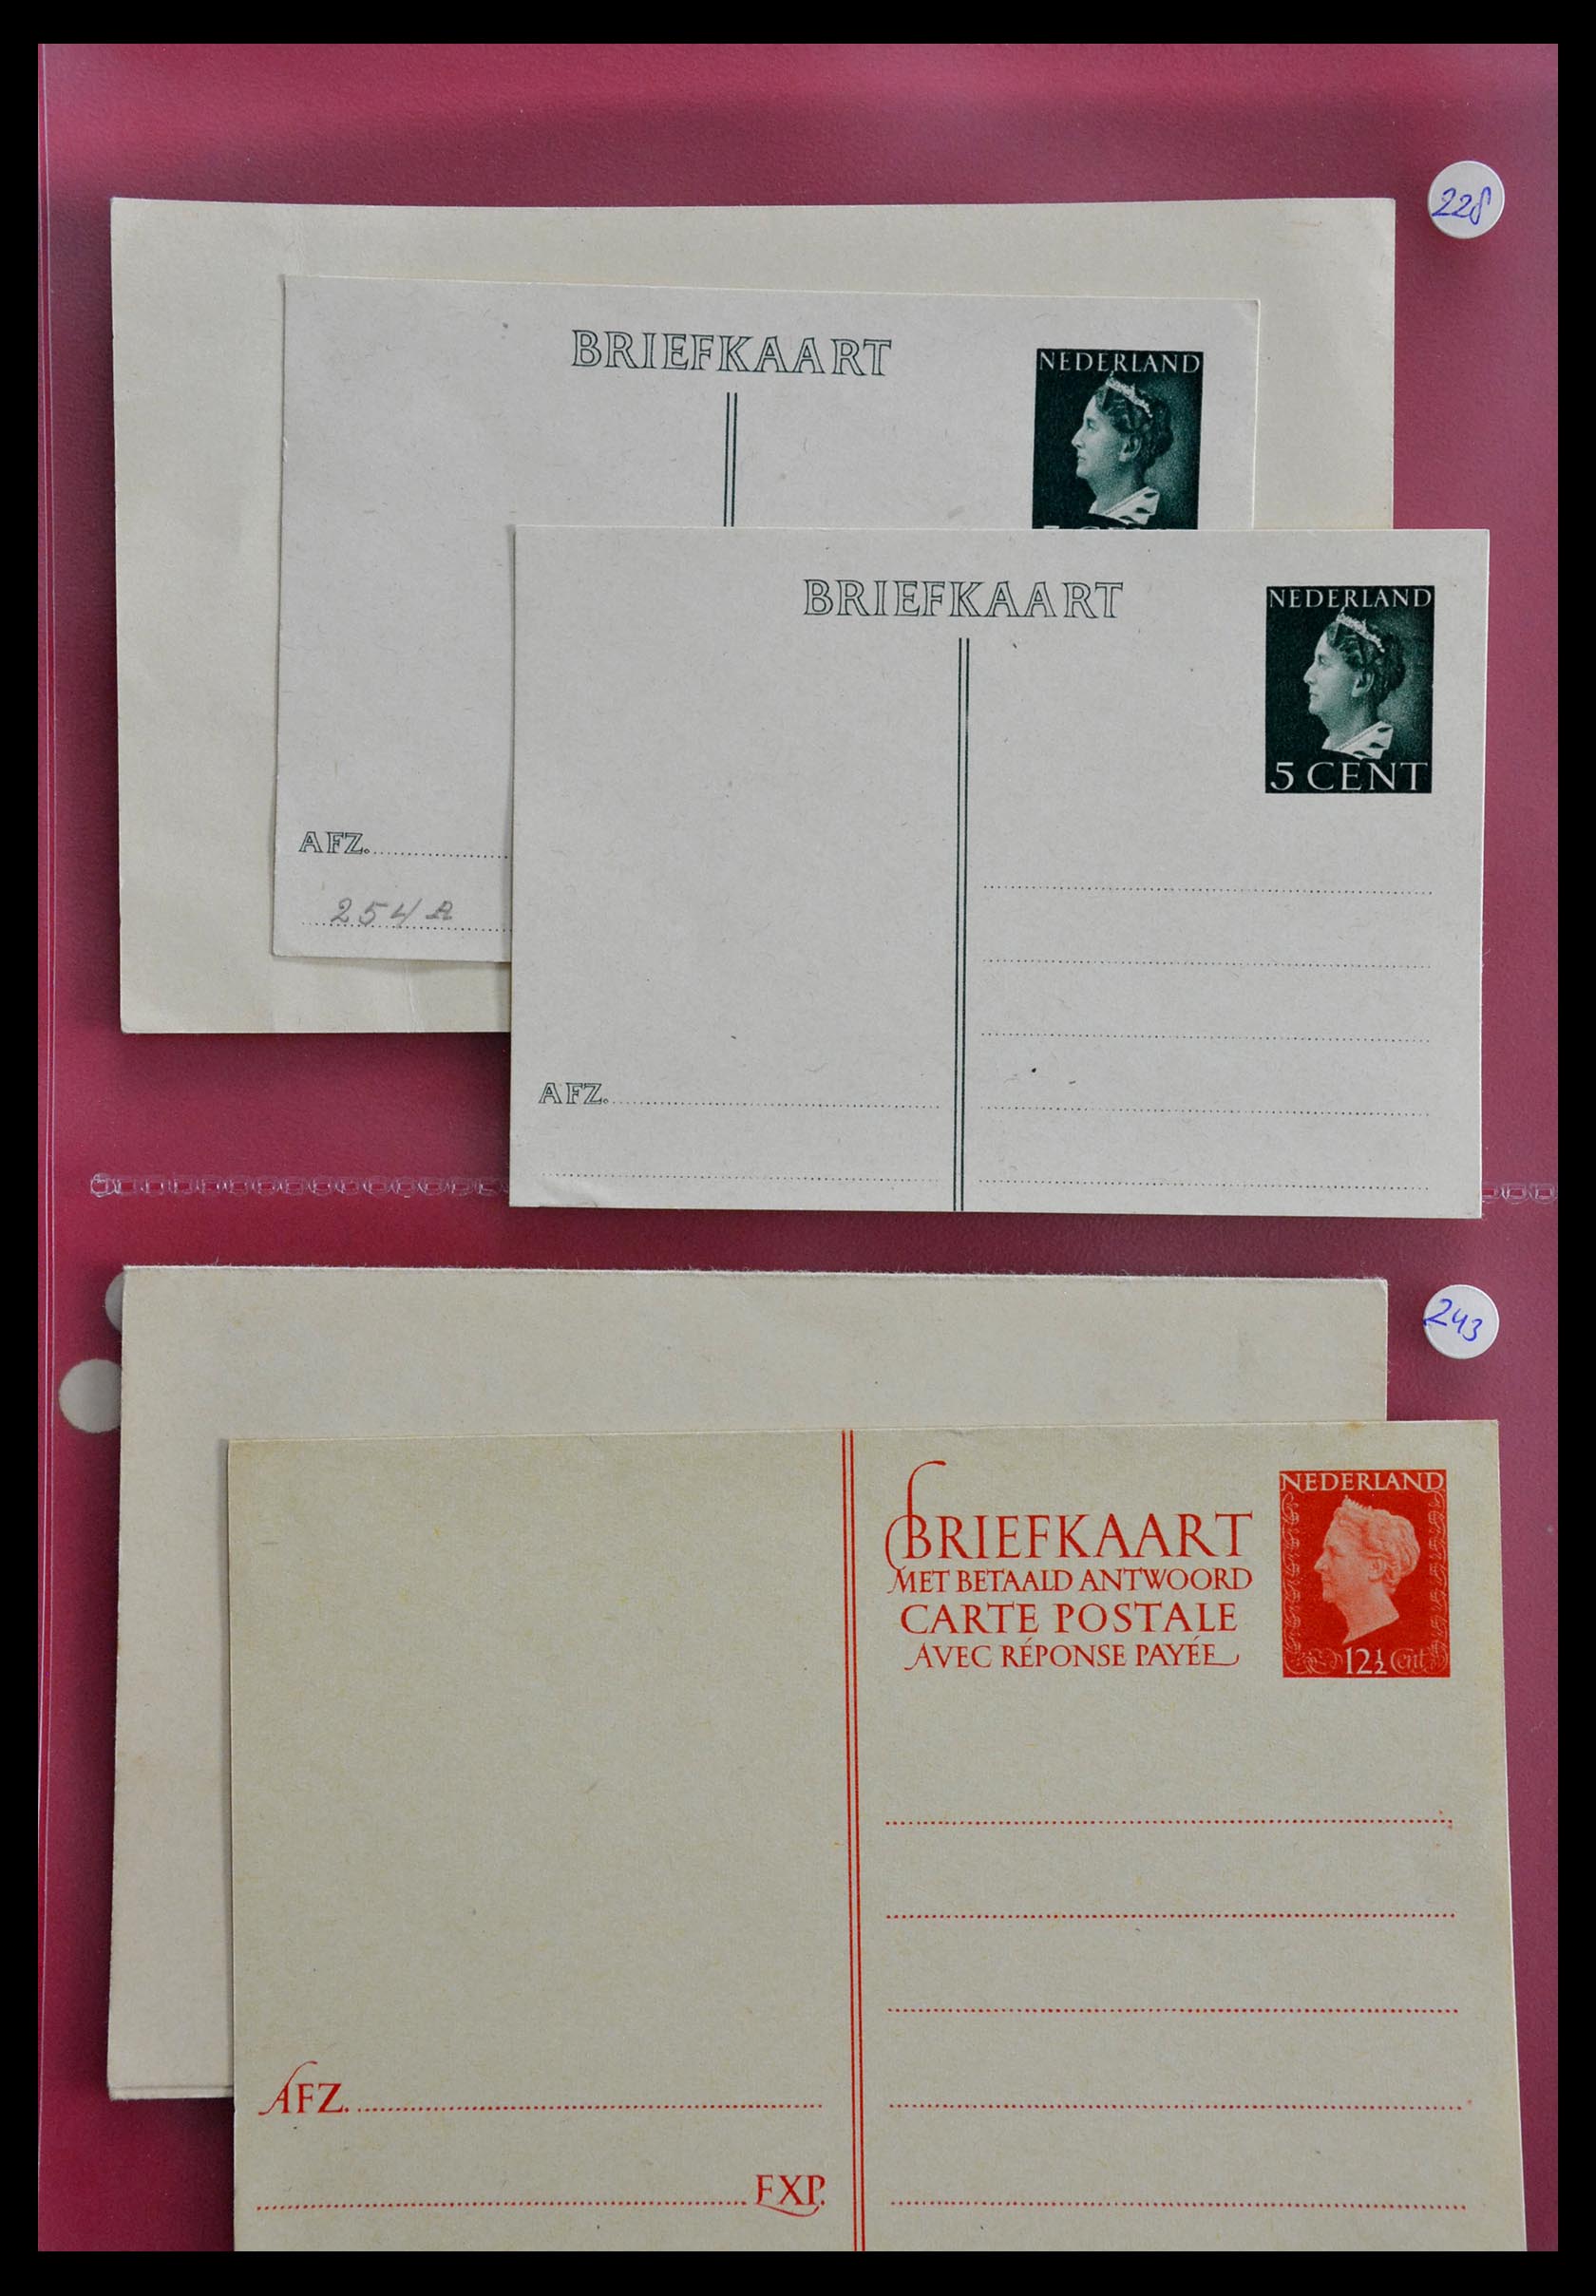 228
BRIEFKAART
NEDERLAND
BRIEFKAART
NEDERLAND
5 CENT
AFZ.
254 A
AFZ.
243
BRIEFKAART
MET BETAALD ANTWOORD
CARTE POSTALE
AVEC RÉPONSE PAYÉE
NEDERLAND
12½ Cent
AFZ.
EXP.